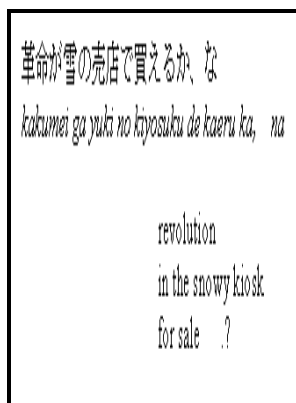 革命が雪の売店で買えるか、な
kakumei ga yuki no kiyosuku de kaeru ka, na
revolution
in the snowy kiosk
for sale .?